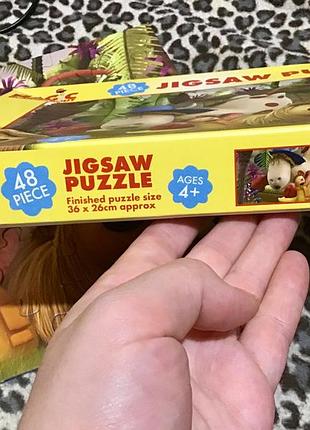 48
PIECE
JIGSAW PU
48
PIECE
JIGSAW
PUZZLE
Finished puzzle size
36 x 26cm approx
AGES
4+